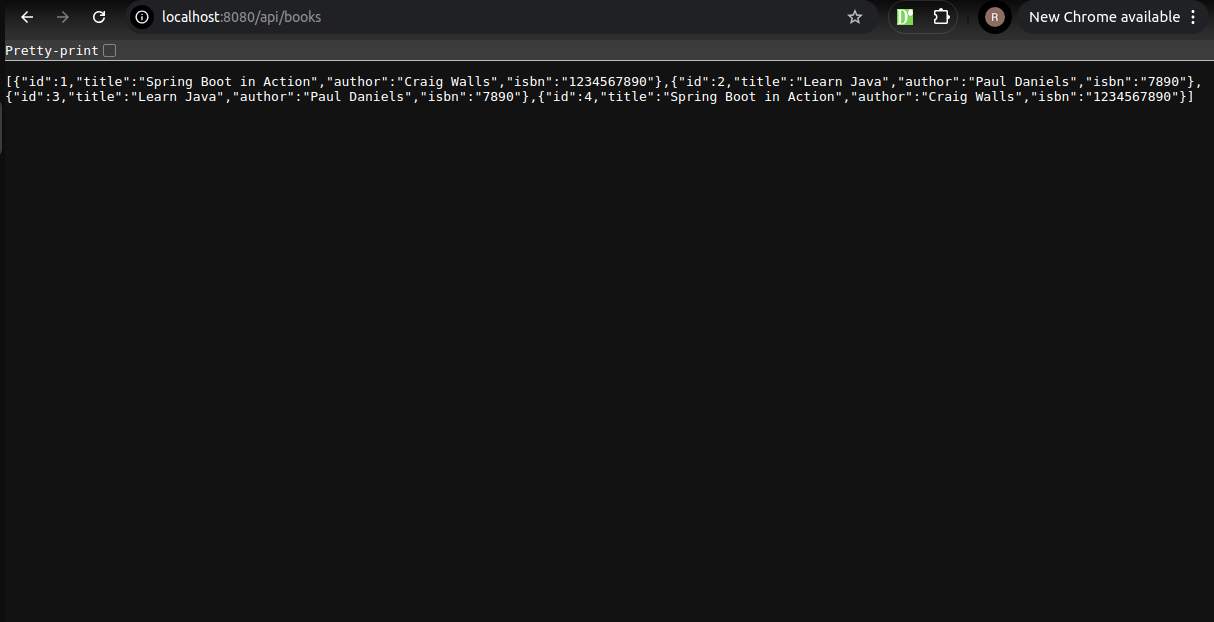 localhost:8080/api/books
R
New Chrome available
Pretty-print
[{"id":1,"title":"Spring Boot in Action","author":"Craig Walls","isbn":"1234567890"},{"id":2,"title":"Learn Java","author":"Paul Daniels","isbn":"7890"},
{"id":3,"title":"Learn Java","author":"Paul Daniels","isbn":"7890"},{"id":4,"title":"Spring Boot in Action","author":"Craig Walls","isbn":"1234567890"}]